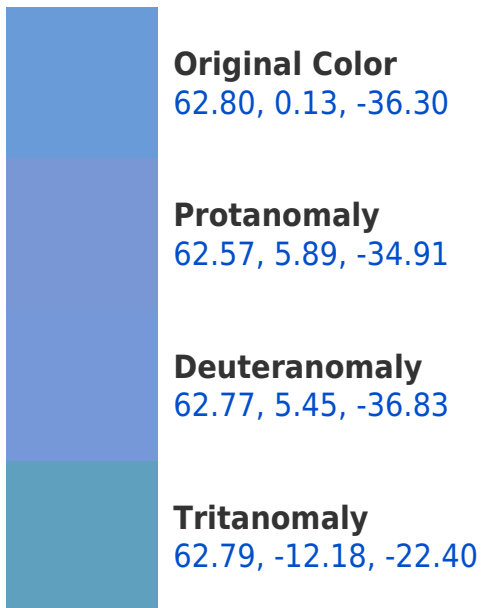 Original Color
62.80, 0.13, -36.30
Protanomaly
62.57, 5.89, -34.91
Deuteranomaly
62.77, 5.45, -36.83
Tritanomaly
62.79, -12.18, -22.40